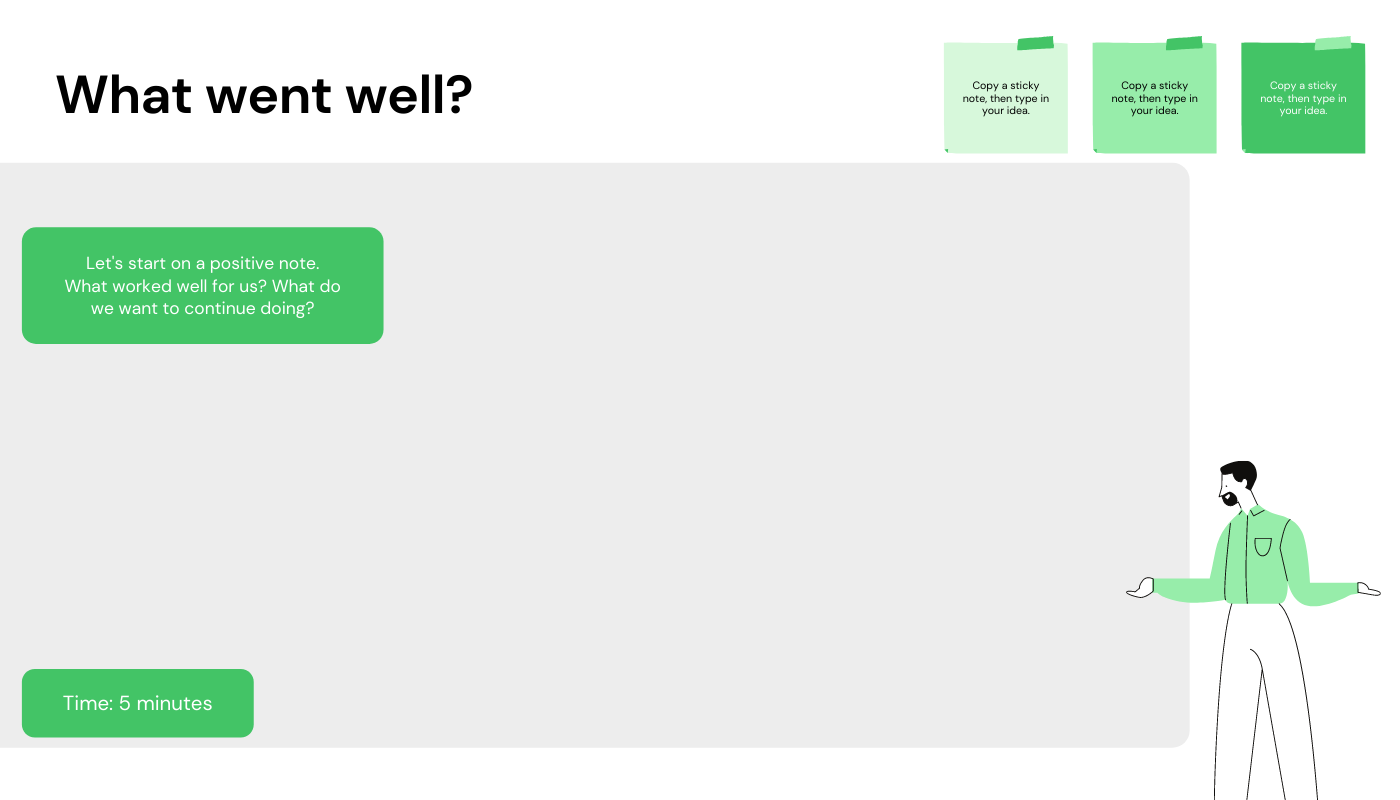 What went well?
Copy a sticky
note, then type in
your idea.
Copy a sticky
note, then type in
your idea.
Copy a sticky
note, then type in
your idea.
Let's start on a positive note.
What worked well for us? What do
we want to continue doing?
Time: 5 minutes